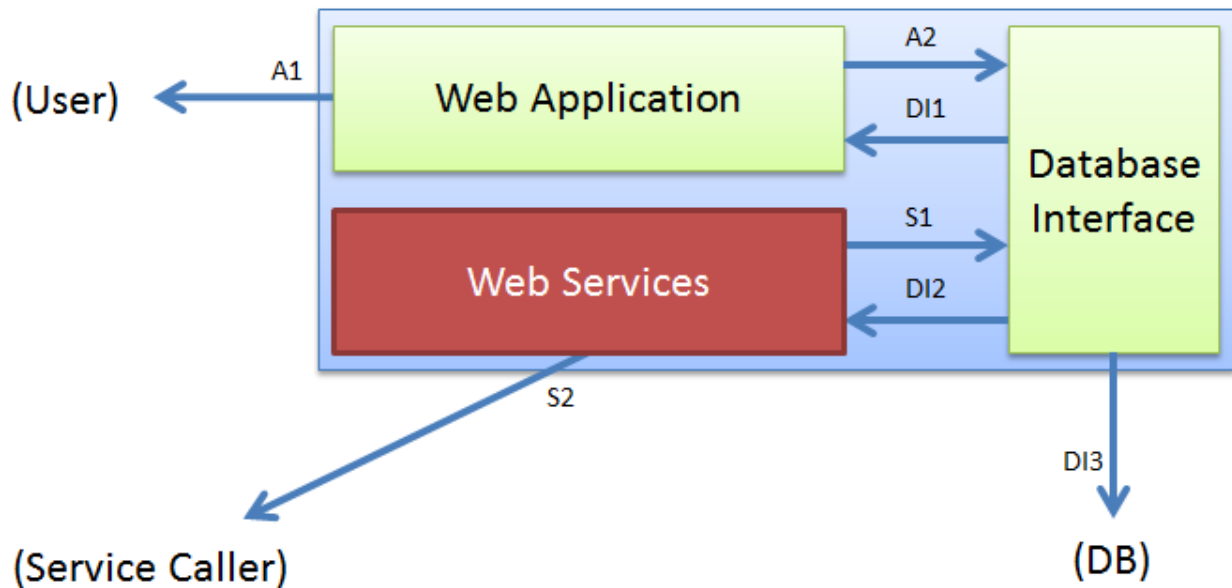 A1
A2
(User)
Web Application
DI1
Database
Interface
S1
Web Services
DI2
S2
DI3
(Service Caller)
(DB)